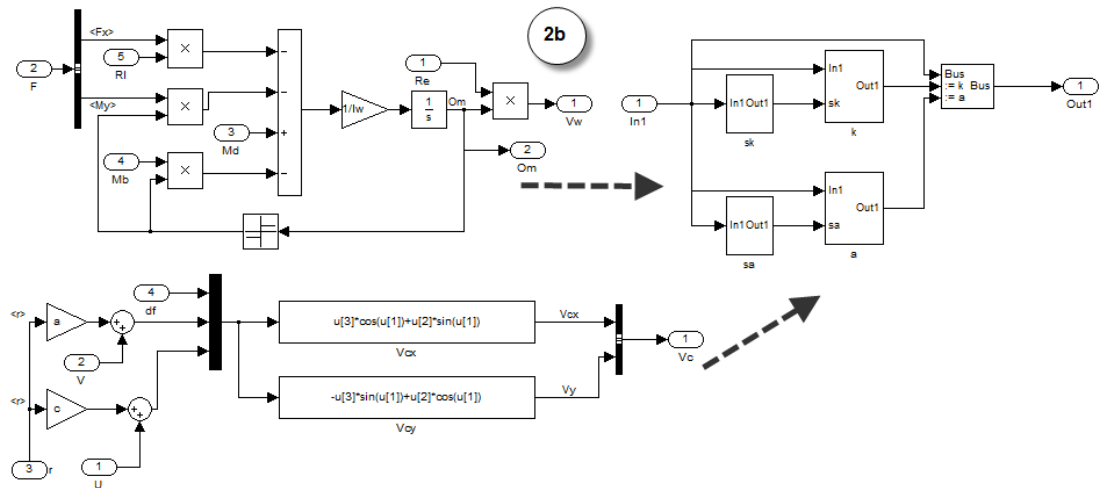 2b
<Fx>
5
Rl
×
2
F
<My>
×
4
Mb
×
−
−
+
−
3
Md
1/Iw
1
s
Om
1
Re
×
1
Vw
2
Om
1
In1
In1 Out1
sk
In1
sk
Out1
k
In1 Out1
sa
In1
sa
Out1
a
Bus
:= k Bus
:= a
1
Out1
<r>
a
4
df
2
V
<r>
c
3
r
1
U
u[3]*cos(u[1])+u[2]*sin(u[1])
Vcx
Vcx
-u[3]*sin(u[1])+u[2]*cos(u[1])
Vy
Vcy
1
Vc